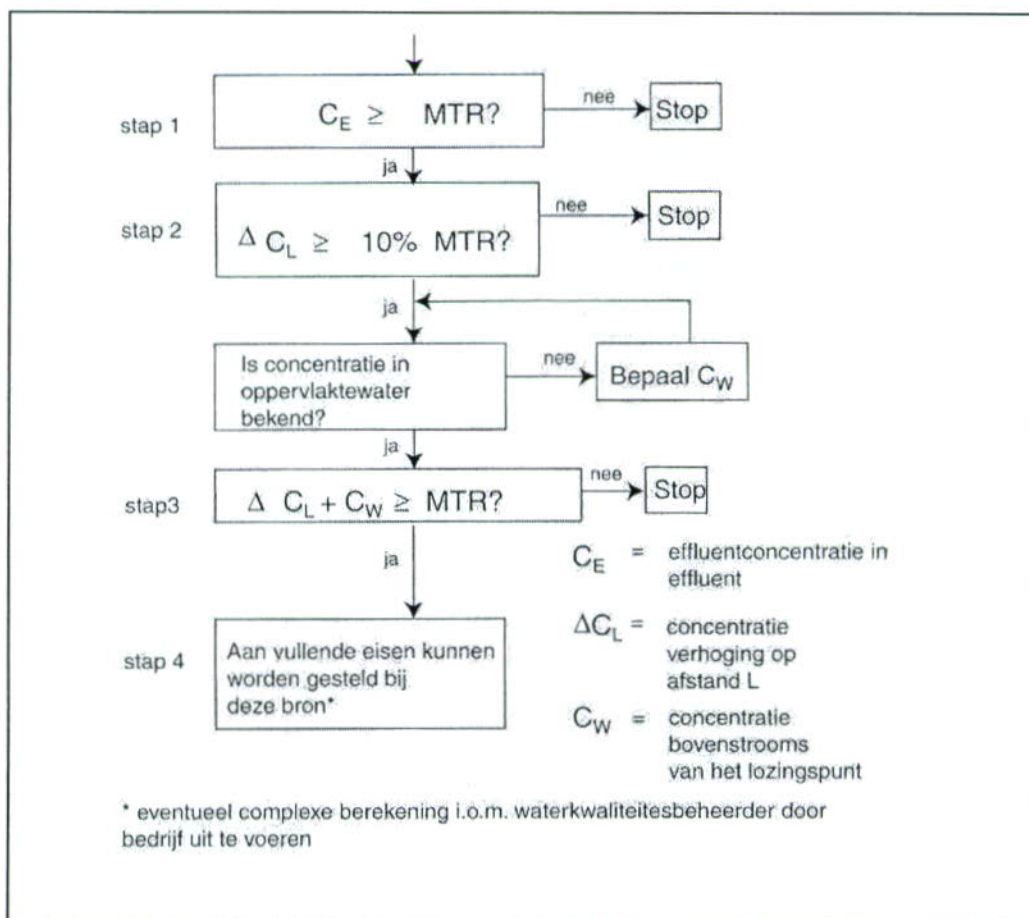 stap 1
C_E ≥ MTR?
nee
Stop
ja
stap 2
Δ C_L ≥ 10% MTR?
nee
Stop
ja
Is concentratie in
oppervlaktewater
bekend?
nee
Bepaal C_W
ja
stap3
Δ C_L + C_W ≥ MTR?
nee
Stop
ja
stap 4
Aan vullende eisen kunnen
worden gesteld bij
deze bron*
C_E = effluentconcentratie in
effluent
ΔC_L = concentratie
verhoging op
afstand L
C_W = concentratie
bovenstrooms
van het lozingspunt
* eventueel complexe berekening i.o.m. waterkwaliteitesbeheerder door
bedrijf uit te voeren